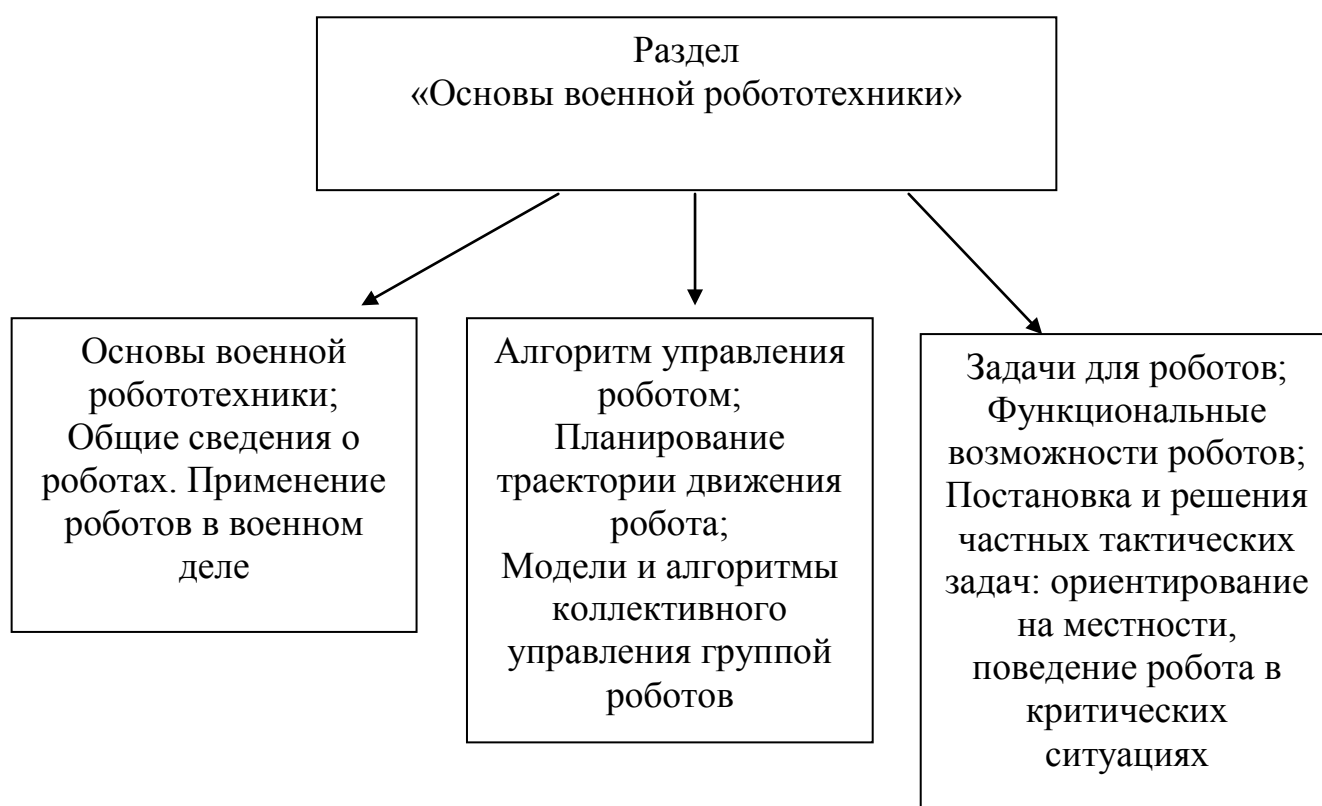 Раздел
«Основы военной робототехники»
Основы военной
робототехники;
Общие сведения о
роботах. Применение
роботов в военном
деле
Алгоритм управления
роботом;
Планирование
траектории движения
робота;
Модели и алгоритмы
коллективного
управления группой
роботов
Задачи для роботов;
Функциональные
возможности роботов;
Постановка и решения
частных тактических
задач: ориентирование
на местности,
поведение робота в
критических
ситуациях